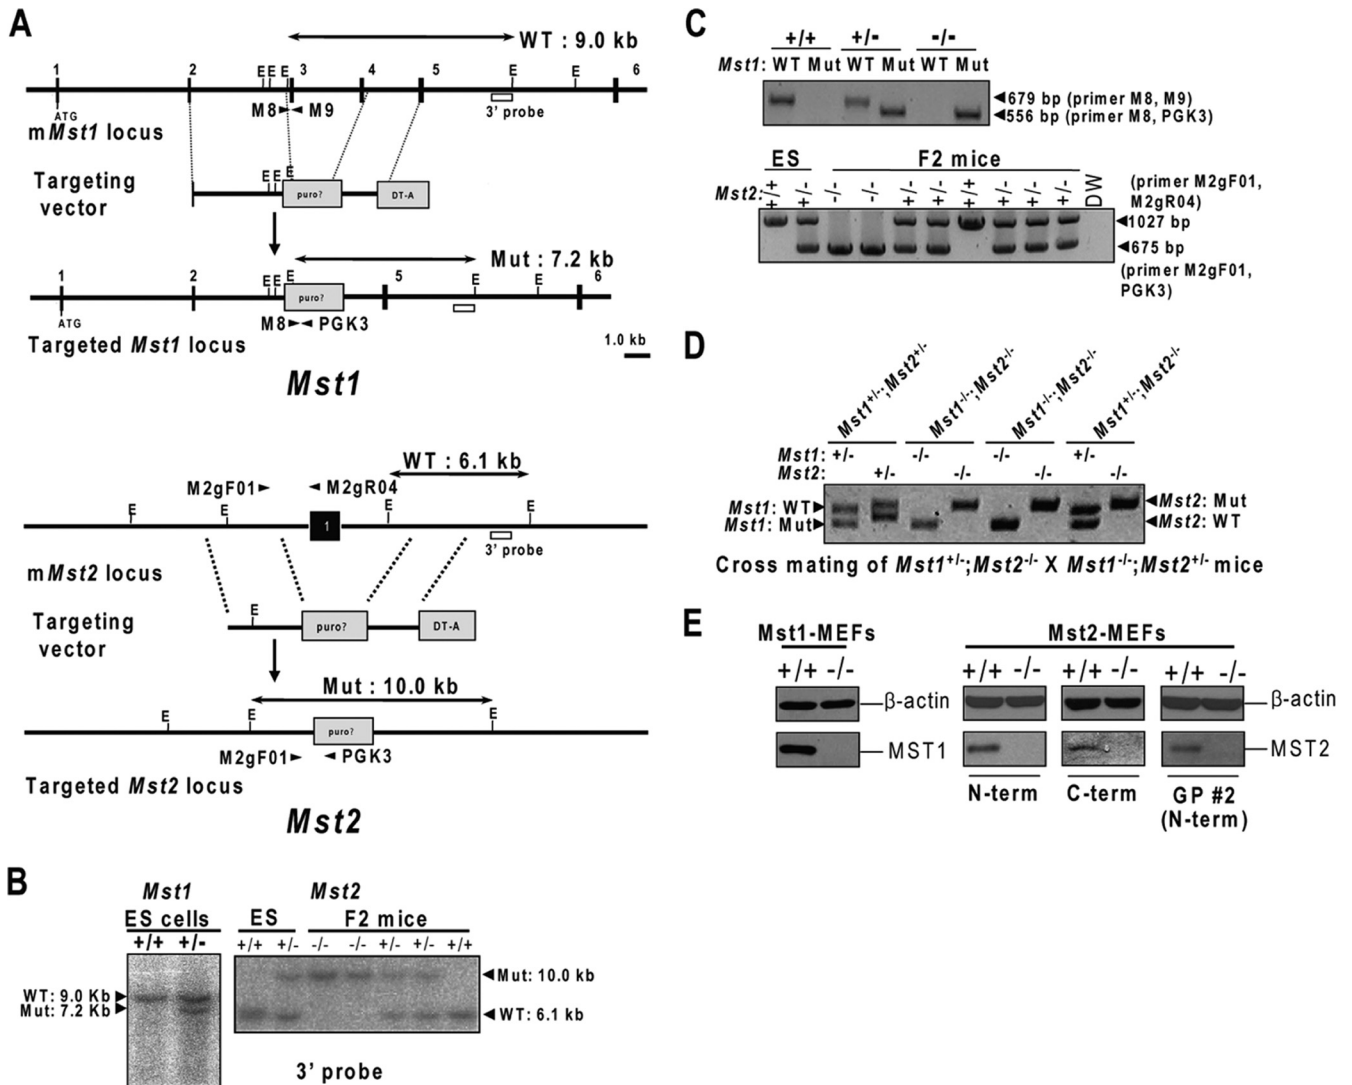 A
WT : 9.0 kb
1 2 E E E 3 4 5 E E 6
ATG
M8 M9
3' probe
mMst1 locus
Targeting
vector
E E E
puro?
DT-A
Mut : 7.2 kb
1 2 E E E 5 E E 6
puro?
ATG
M8 PGK3
Targeted Mst1 locus
1.0 kb
Mst1
WT : 6.1 kb
M2gF01 M2gR04
E E E E
1
3' probe
mMst2 locus
Targeting
vector
E
puro?
DT-A
Mut : 10.0 kb
E E E
puro?
M2gF01 PGK3
Targeted Mst2 locus
Mst2
B
Mst1
ES cells
+/+ +/-
WT: 9.0 Kb
Mut: 7.2 Kb
Mst2
ES F2 mice
+/+ +/- -/- -/- +/- +/- +/+
Mut: 10.0 kb
WT: 6.1 kb
3' probe
C
+/+ +/- -/-
Mst1: WT Mut WT Mut WT Mut
679 bp (primer M8, M9)
556 bp (primer M8, PGK3)
ES F2 mice
Mst2: +/+ +/- -/- -/- +/- +/- +/+ +/- +/- +/- DW
(primer M2gF01,
M2gR04)
1027 bp
675 bp
(primer M2gF01,
PGK3)
D
Mst1+/-;Mst2+/- Mst1-/-;Mst2-/- Mst1-/-;Mst2-/- Mst1+/-;Mst2-/-
Mst1: +/- -/- -/- +/-
Mst2: +/- -/- -/- -/-
Mst1: WT
Mst1: Mut
Mst2: Mut
Mst2: WT
Cross mating of Mst1+/-;Mst2-/- X Mst1-/-;Mst2+/- mice
E
Mst1-MEFs Mst2-MEFs
+/+ -/- +/+ -/- +/+ -/- +/+ -/-
β-actin β-actin
MST1 MST2
N-term C-term GP #2
(N-term)